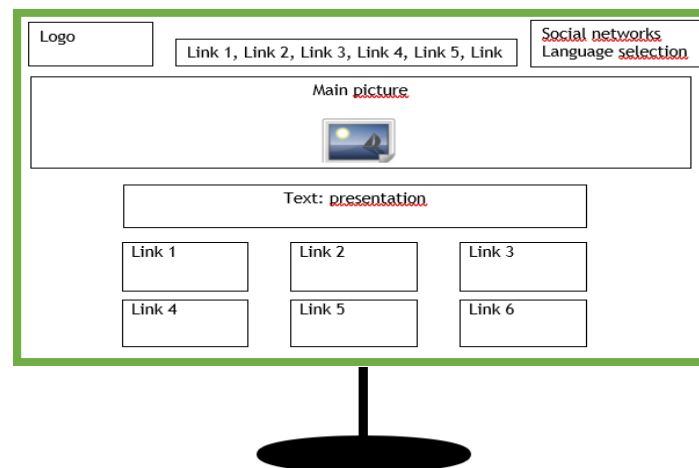 Logo
Link 1, Link 2, Link 3, Link 4, Link 5, Link
Social networks
Language selection
Main picture
Text: presentation
Link 1
Link 2
Link 3
Link 4
Link 5
Link 6